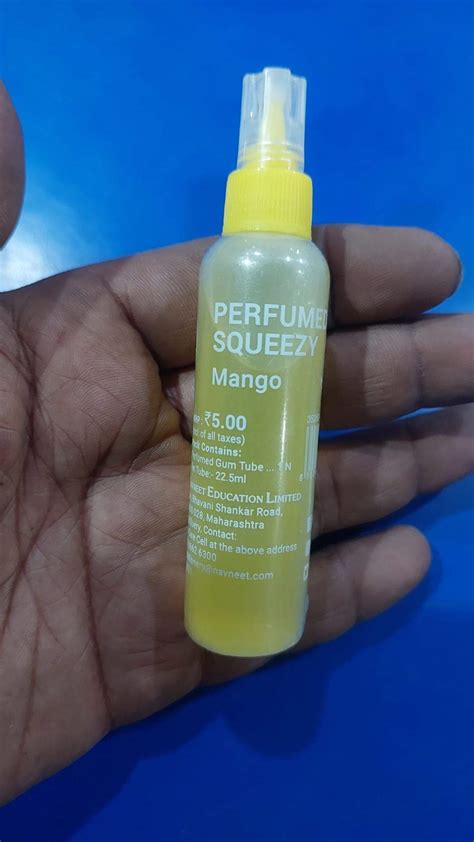 PERFUMED
SQUEEZY
Mango
₹5.00
of all taxes)
Contains:
Gum Tube ... 1 N
Tube:- 22.5ml
EDUCATION LIMITED
Bhavani Shankar Road,
028, Maharashtra
Contact:
Cell at the above address
6300
@navneet.com